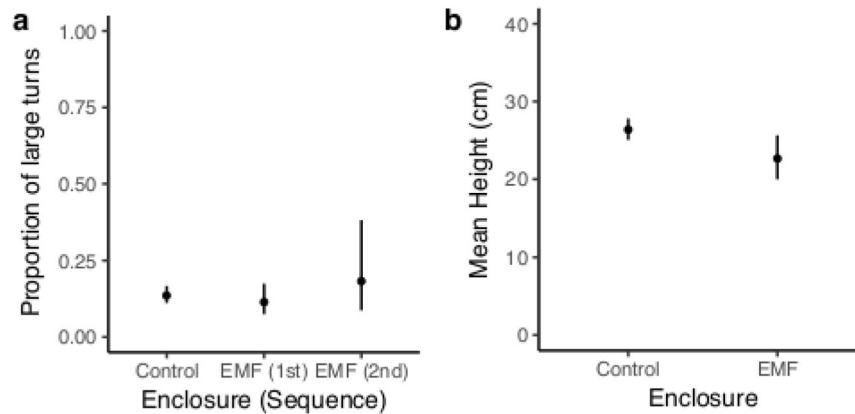 a
Proportion of large turns
1.00
0.75
0.50
0.25
0.00
Control EMF (1st) EMF (2nd)
Enclosure (Sequence)
b
Mean Height (cm)
40
30
20
10
0
Control EMF
Enclosure